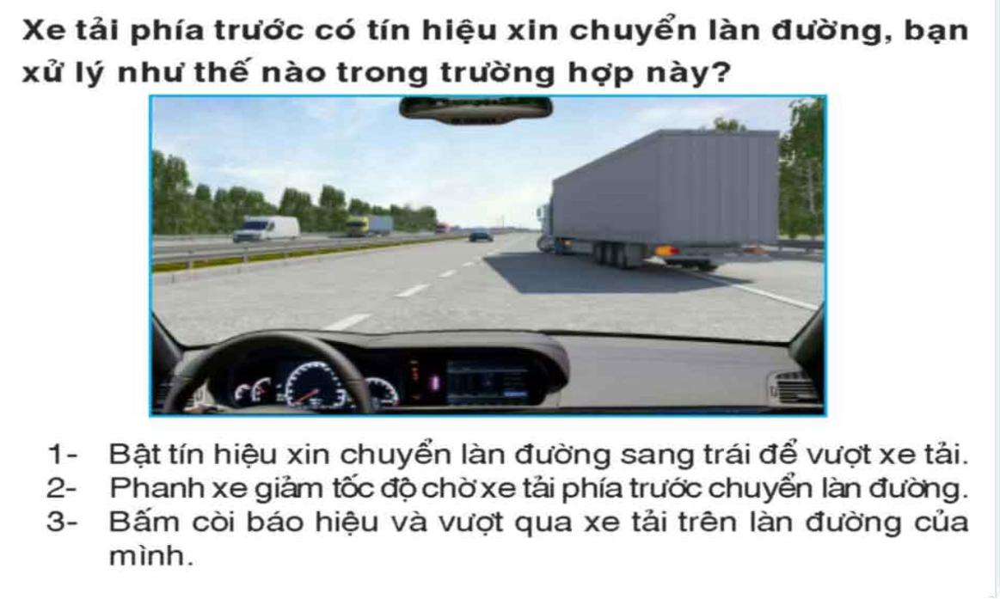 Xe tải phía trước có tín hiệu xin chuyển làn đường, bạn
xử lý như thế nào trong trường hợp này?
1- Bật tín hiệu xin chuyển làn đường sang trái để vượt xe tải.
2- Phanh xe giảm tốc độ chờ xe tải phía trước chuyển làn đường.
3- Bấm còi báo hiệu và vượt qua xe tải trên làn đường của
mình.